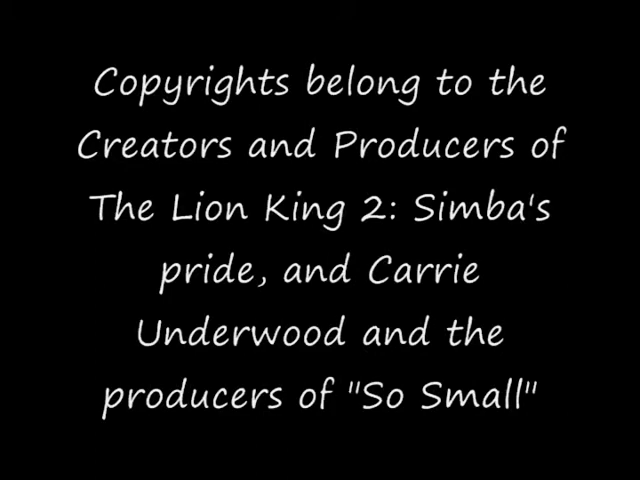 Copyrights belong to the
Creators and Producers of
The Lion King 2: Simba's
pride, and Carrie
Underwood and the
producers of "So Small"